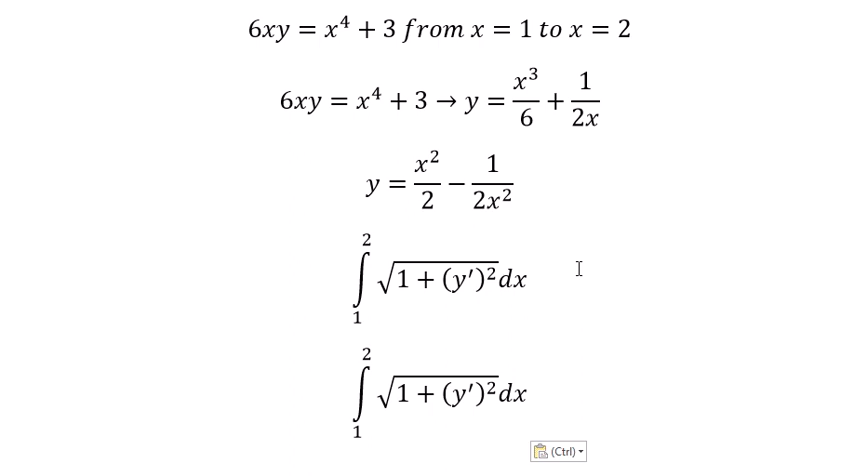 6xy = x⁴ + 3 from x = 1 to x = 2
6xy = x⁴ + 3 → y = x³/6 + 1/2x
y = x²/2 − 1/2x²
∫₁² √(1 + (y′)²) dx
∫₁² √(1 + (y′)²) dx
(Ctrl)